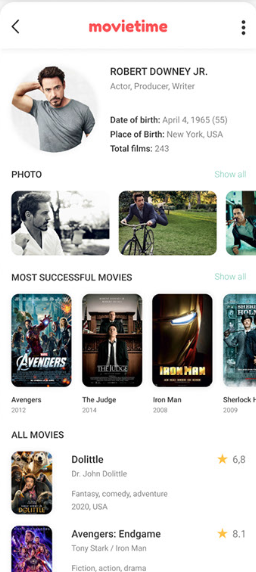 movietime
ROBERT DOWNEY JR.
Actor, Producer, Writer
Date of birth: April 4, 1965 (55)
Place of Birth: New York, USA
Total films: 243
PHOTO
Show all
MOST SUCCESSFUL MOVIES
Show all
AVENGERS
THE JUDGE
IRON MAN
SHERLOCK HOLMES
Avengers
The Judge
Iron Man
Sherlock H
2012
2014
2008
2009
ALL MOVIES
DOLITTLE
Dolittle
6,8
Dr. John Dolittle
Fantasy, comedy, adventure
2020, USA
Avengers: Endgame
8.1
Tony Stark / Iron Man
Fiction, action, drama